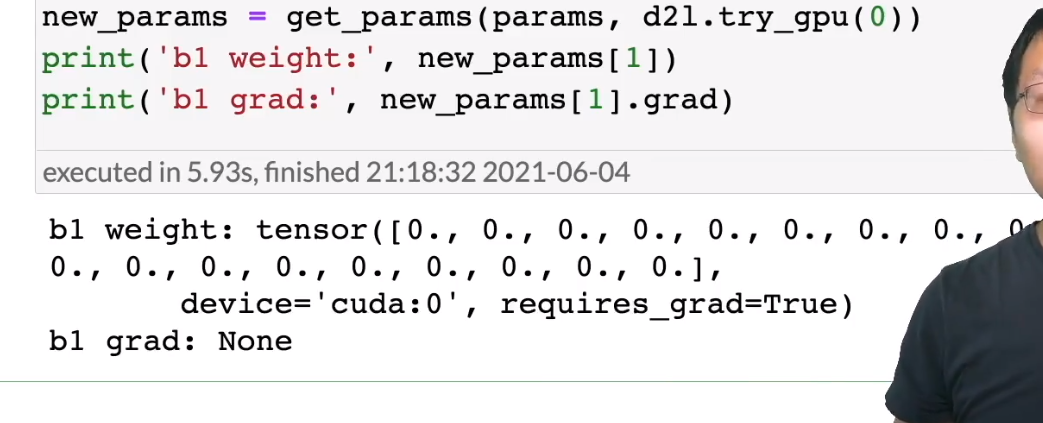 new_params = get_params(params, d2l.try_gpu(0))
print('b1 weight:', new_params[1])
print('b1 grad:', new_params[1].grad)
executed in 5.93s, finished 21:18:32 2021-06-04
b1 weight: tensor([0., 0., 0., 0., 0., 0., 0., 0.,
0., 0., 0., 0., 0., 0., 0., 0., 0.],
device='cuda:0', requires_grad=True)
b1 grad: None